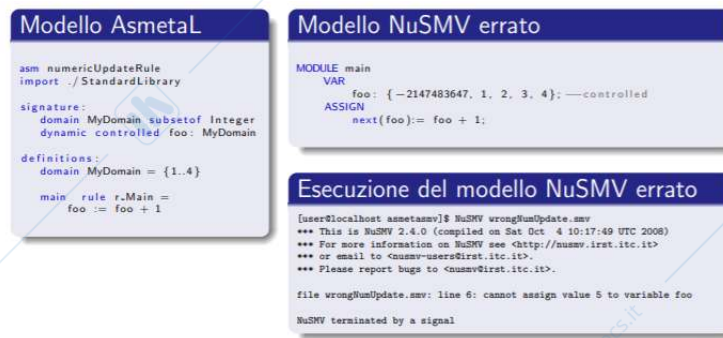 Modello AsmetaL
asm numericUpdateRule
import ./StandardLibrary
signature:
domain MyDomain subsetof Integer
dynamic controlled foo: MyDomain
definitions:
domain MyDomain = {1..4}
main rule r_Main =
foo := foo + 1
Modello NuSMV errato
MODULE main
VAR
foo: {-2147483647, 1, 2, 3, 4}; --controlled
ASSIGN
next(foo):= foo + 1;
Esecuzione del modello NuSMV errato
[user@localhost asmetasmv]$ NuSMV wrongNumUpdate.smv
*** This is NuSMV 2.4.0 (compiled on Sat Oct 4 10:17:49 UTC 2008)
*** For more information on NuSMV see <http://nusmv.irst.itc.it>
*** or email to <nusmv-users@irst.itc.it>.
*** Please report bugs to <nusmv@irst.itc.it>.
file wrongNumUpdate.smv: line 6: cannot assign value 5 to variable foo
NuSMV terminated by a signal